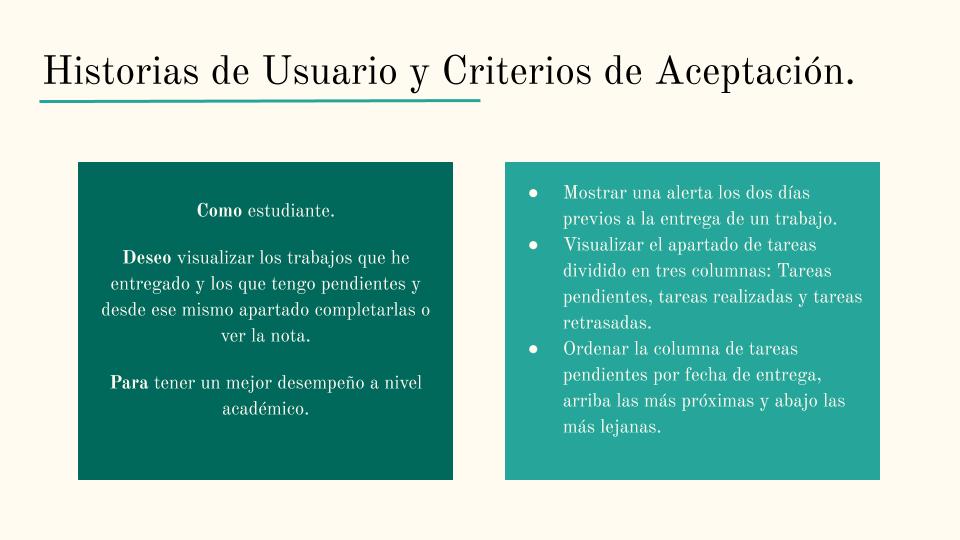 Historias de Usuario y Criterios de Aceptación.
Como estudiante.
Deseo visualizar los trabajos que he
entregado y los que tengo pendientes y
desde ese mismo apartado completarlas o
ver la nota.
Para tener un mejor desempeño a nivel
académico.
● Mostrar una alerta los dos días
previos a la entrega de un trabajo.
● Visualizar el apartado de tareas
dividido en tres columnas: Tareas
pendientes, tareas realizadas y tareas
retrasadas.
● Ordenar la columna de tareas
pendientes por fecha de entrega,
arriba las más próximas y abajo las
más lejanas.